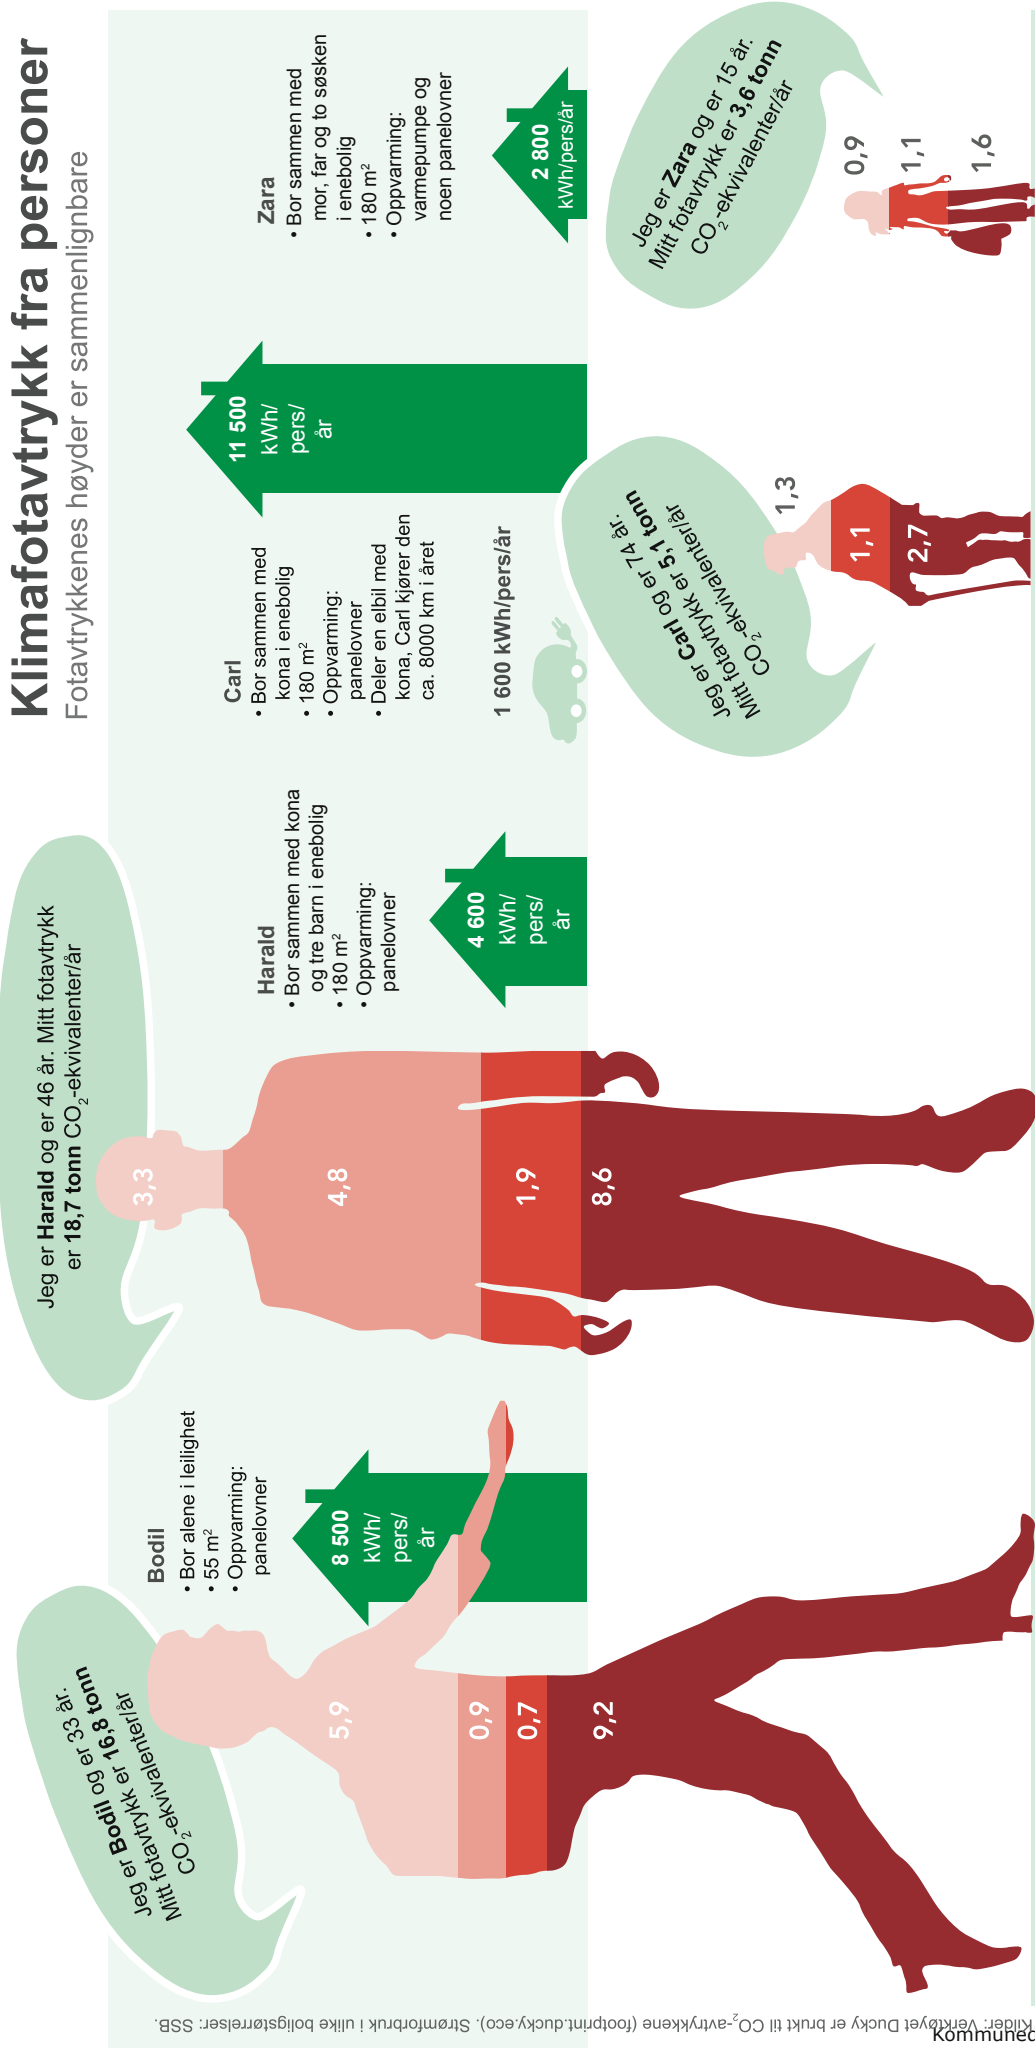 Klimafotavtrykk fra personer
Fotavtrykkenes høyder er sammenlignbare
Jeg er Bodil og er 33 år.
Mitt fotavtrykk er 16,8 tonn
CO2-ekvivalenter/år
Bodil
• Bor alene i leilighet
• 55 m²
• Oppvarming:
panelovner
8 500
kWh/
pers/
år
5,9
0,9
0,7
9,2
Jeg er Harald og er 46 år. Mitt fotavtrykk
er 18,7 tonn CO2-ekvivalenter/år
3,3
4,8
1,9
8,6
Harald
• Bor sammen med kona
og tre barn i enebolig
• 180 m²
• Oppvarming:
panelovner
4 600
kWh/
pers/
år
Carl
• Bor sammen med
kona i enebolig
• 180 m²
• Oppvarming:
panelovner
• Deler en elbil med
kona, Carl kjører den
ca. 8000 km i året
1 600 kWh/pers/år
11 500
kWh/
pers/
år
Jeg er Carl og er 74 år.
Mitt fotavtrykk er 5,1 tonn
CO2-ekvivalenter/år
1,3
1,1
2,7
Zara
• Bor sammen med
mor, far og to søsken
i enebolig
• 180 m²
• Oppvarming:
varmepumpe og
noen panelovner
2 800
kWh/pers/år
Jeg er Zara og er 15 år.
Mitt fotavtrykk er 3,6 tonn
CO2-ekvivalenter/år
0,9
1,1
1,6
Kilder: Verktøyet Ducky er brukt til CO2-avtrykkene (footprint.ducky.eco). Strømforbruk i ulike boligstørrelser: SSB.
Kommuned